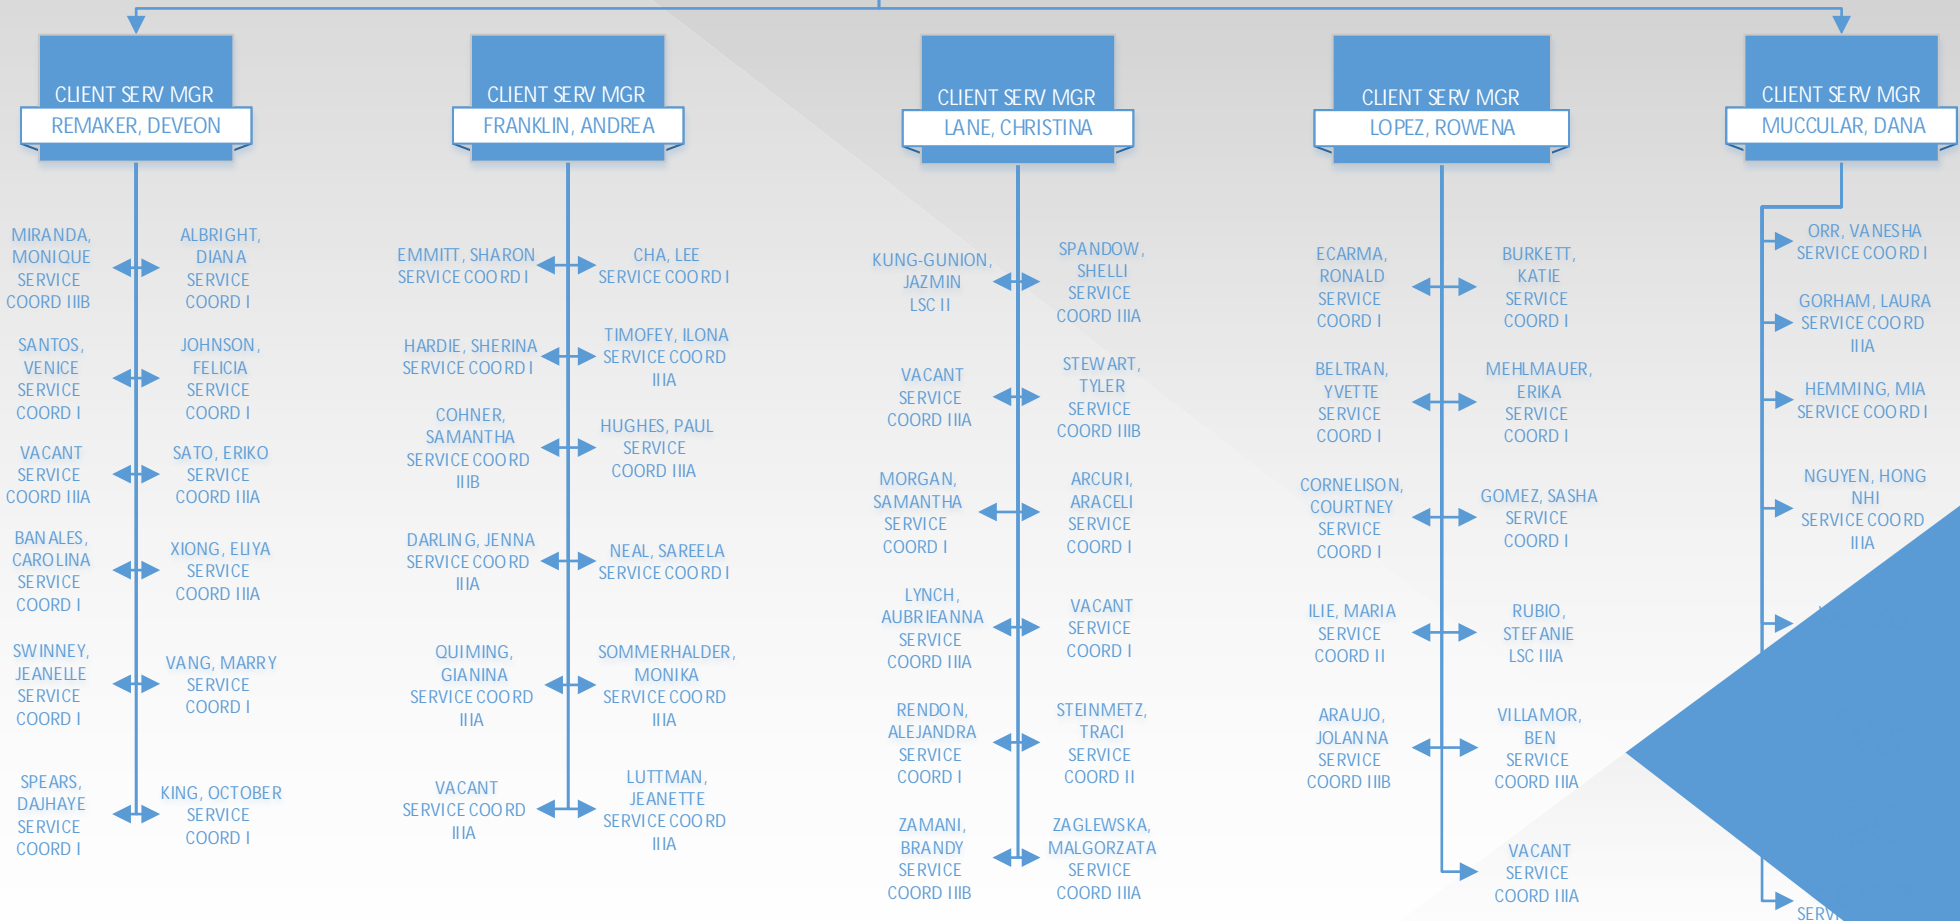 CLIENT SERV MGR
REMAKER, DEVEON
MIRANDA,
MONIQUE
SERVICE
COORD IIIB
ALBRIGHT,
DIANA
SERVICE
COORD I
SANTOS,
VENICE
SERVICE
COORD I
JOHNSON,
FELICIA
SERVICE
COORD I
VACANT
SERVICE
COORD IIIA
SATO, ERIKO
SERVICE
COORD IIIA
BANALES,
CAROLINA
SERVICE
COORD I
XIONG, ELIYA
SERVICE
COORD IIIA
SWINNEY,
JEANELLE
SERVICE
COORD I
VANG, MARRY
SERVICE
COORD I
SPEARS,
DAJHAYE
SERVICE
COORD I
KING, OCTOBER
SERVICE
COORD I
CLIENT SERV MGR
FRANKLIN, ANDREA
EMMITT, SHARON
SERVICE COORD I
CHA, LEE
SERVICE COORD I
HARDIE, SHERINA
SERVICE COORD I
TIMOFEY, ILONA
SERVICE COORD
IIIA
COHNER,
SAMANTHA
SERVICE COORD
IIIB
HUGHES, PAUL
SERVICE
COORD IIIA
DARLING, JENNA
SERVICE COORD
IIIA
NEAL, SAREELA
SERVICE COORD I
QUIMING,
GIANINA
SERVICE COORD
IIIA
SOMMERHALDER,
MONIKA
SERVICE COORD
IIIA
VACANT
SERVICE COORD
IIIA
LUTTMAN,
JEANETTE
SERVICE COORD
IIIA
CLIENT SERV MGR
LANE, CHRISTINA
KUNG-GUNION,
JAZMIN
LSC II
SPANDOW,
SHELLI
SERVICE
COORD IIIA
VACANT
SERVICE
COORD IIIA
STEWART,
TYLER
SERVICE
COORD IIIB
MORGAN,
SAMANTHA
SERVICE
COORD I
ARCURI,
ARACELI
SERVICE
COORD I
LYNCH,
AUBRIEANNA
SERVICE
COORD IIIA
VACANT
SERVICE
COORD I
RENDON,
ALEJANDRA
SERVICE
COORD I
STEINMETZ,
TRACI
SERVICE
COORD II
ZAMANI,
BRANDY
SERVICE
COORD IIIB
ZAGLEWSKA,
MALGORZATA
SERVICE
COORD IIIA
CLIENT SERV MGR
LOPEZ, ROWENA
ECARMA,
RONALD
SERVICE
COORD I
BURKETT,
KATIE
SERVICE
COORD I
BELTRAN,
YVETTE
SERVICE
COORD I
MEHLMAUER,
ERIKA
SERVICE
COORD I
CORNELISON,
COURTNEY
SERVICE
COORD I
GOMEZ, SASHA
SERVICE
COORD I
ILIE, MARIA
SERVICE
COORD II
RUBIO,
STEFANIE
LSC IIIA
ARAUJO,
JOLANNA
SERVICE
COORD IIIB
VILLAMOR,
BEN
SERVICE
COORD IIIA
VACANT
SERVICE
COORD IIIA
CLIENT SERV MGR
MUCCULAR, DANA
ORR, VANESHA
SERVICE COORD I
GORHAM, LAURA
SERVICE COORD
IIIA
HEMMING, MIA
SERVICE COORD I
NGUYEN, HONG
NHI
SERVICE COORD
IIIA